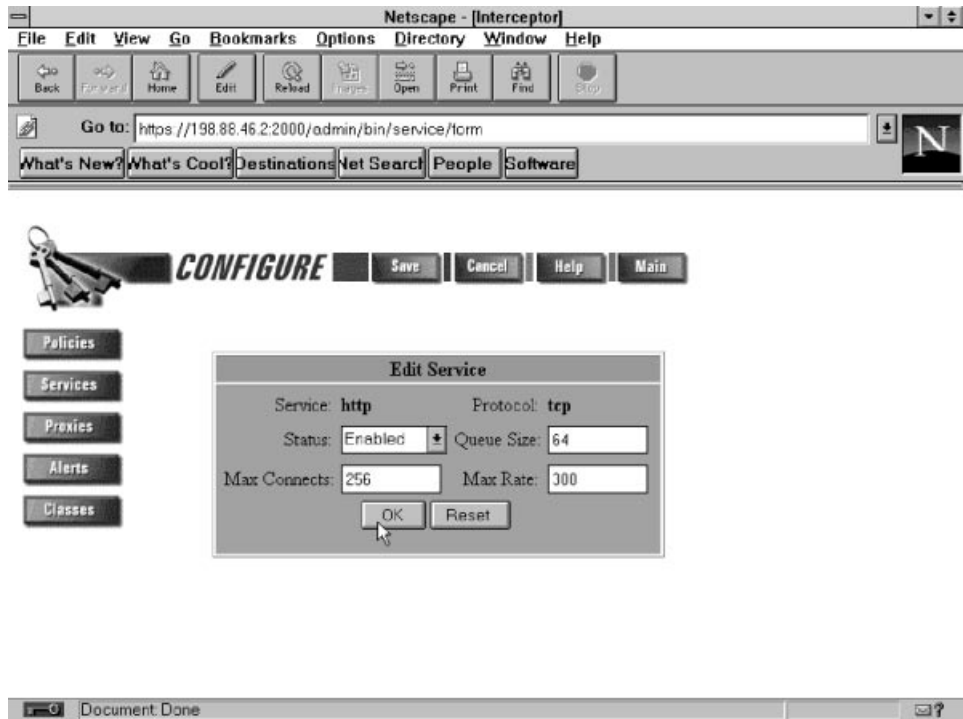 Netscape - [Interceptor]
File Edit View Go Bookmarks Options Directory Window Help
Back Forward Home Edit Reload Images Open Print Find Stop
Go to: https://198.88.46.2:2000/admin/bin/service/form
What's New? What's Cool? Destinations Net Search People Software
N
CONFIGURE Save Cancel Help Main
Policies
Services
Proxies
Alerts
Classes
Edit Service
Service: http Protocol: tcp
Status: Enabled Queue Size: 64
Max Connects: 256 Max Rate: 300
OK Reset
Document: Done
?